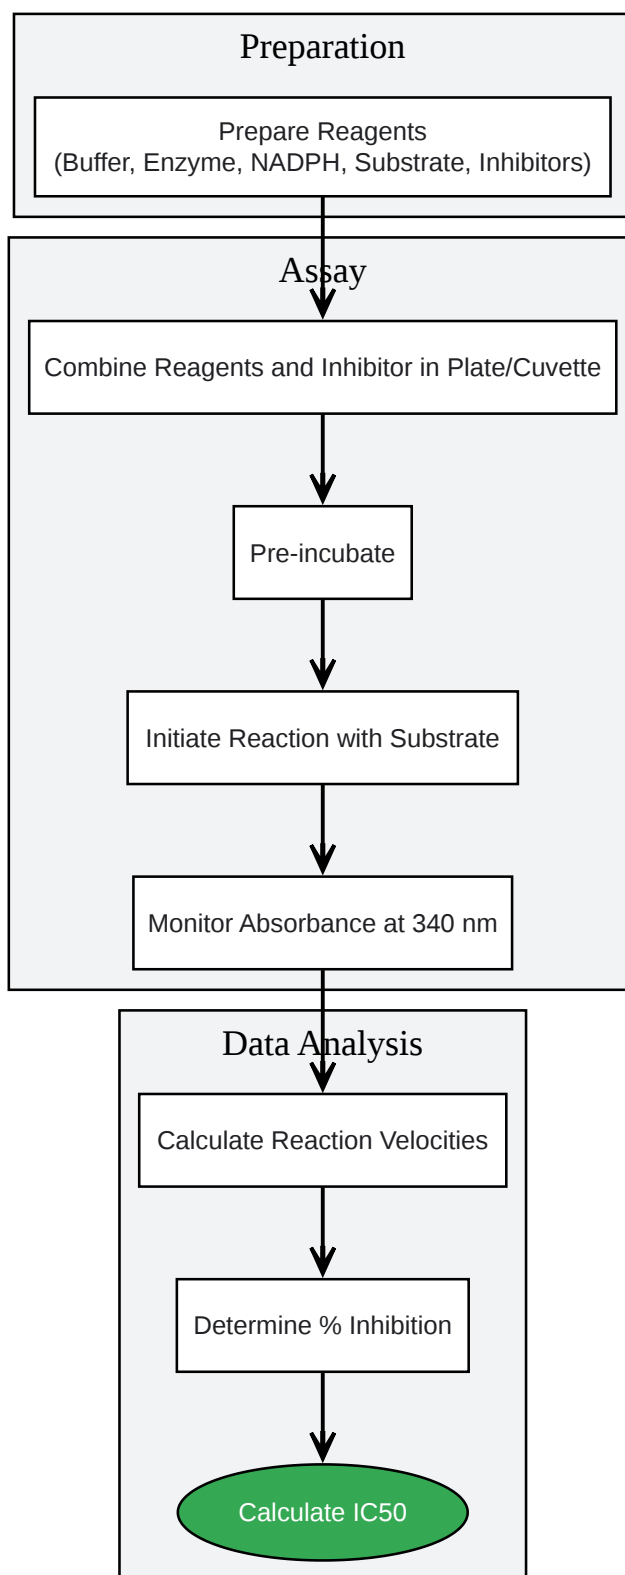 Preparation
Prepare Reagents
(Buffer, Enzyme, NADPH, Substrate, Inhibitors)
Assay
Combine Reagents and Inhibitor in Plate/Cuvette
Pre-incubate
Initiate Reaction with Substrate
Monitor Absorbance at 340 nm
Data Analysis
Calculate Reaction Velocities
Determine % Inhibition
Calculate IC50